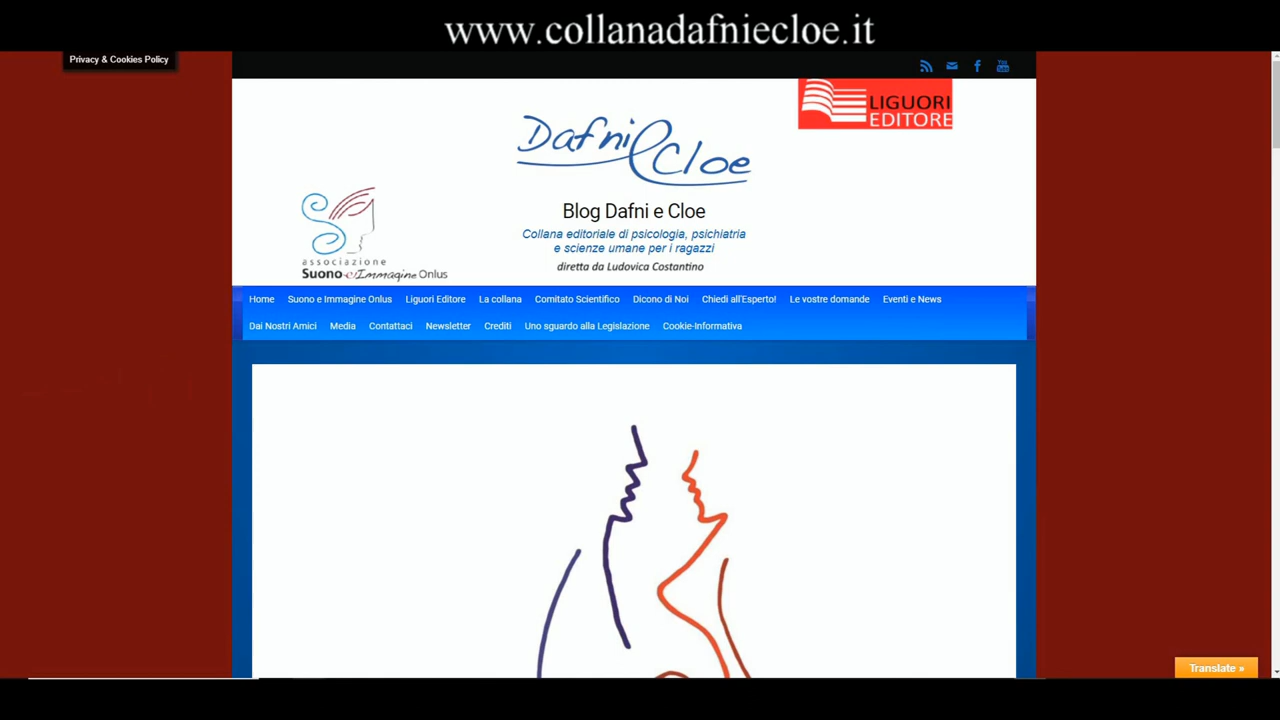 www.collanadafniecloe.it
Privacy & Cookies Policy
You Tube
LIGUORI
EDITORE
Dafni e Cloe
Blog Dafni e Cloe
Collana editoriale di psicologia, psichiatria
e scienze umane per i ragazzi
diretta da Ludovica Costantino
associazione
Suono e Immagine Onlus
Home Suono e Immagine Onlus Liguori Editore La collana Comitato Scientifico Dicono di Noi Chiedi all'Esperto! Le vostre domande Eventi e News
Dai Nostri Amici Media Contattaci Newsletter Crediti Uno sguardo alla Legislazione Cookie-Informativa
Translate »